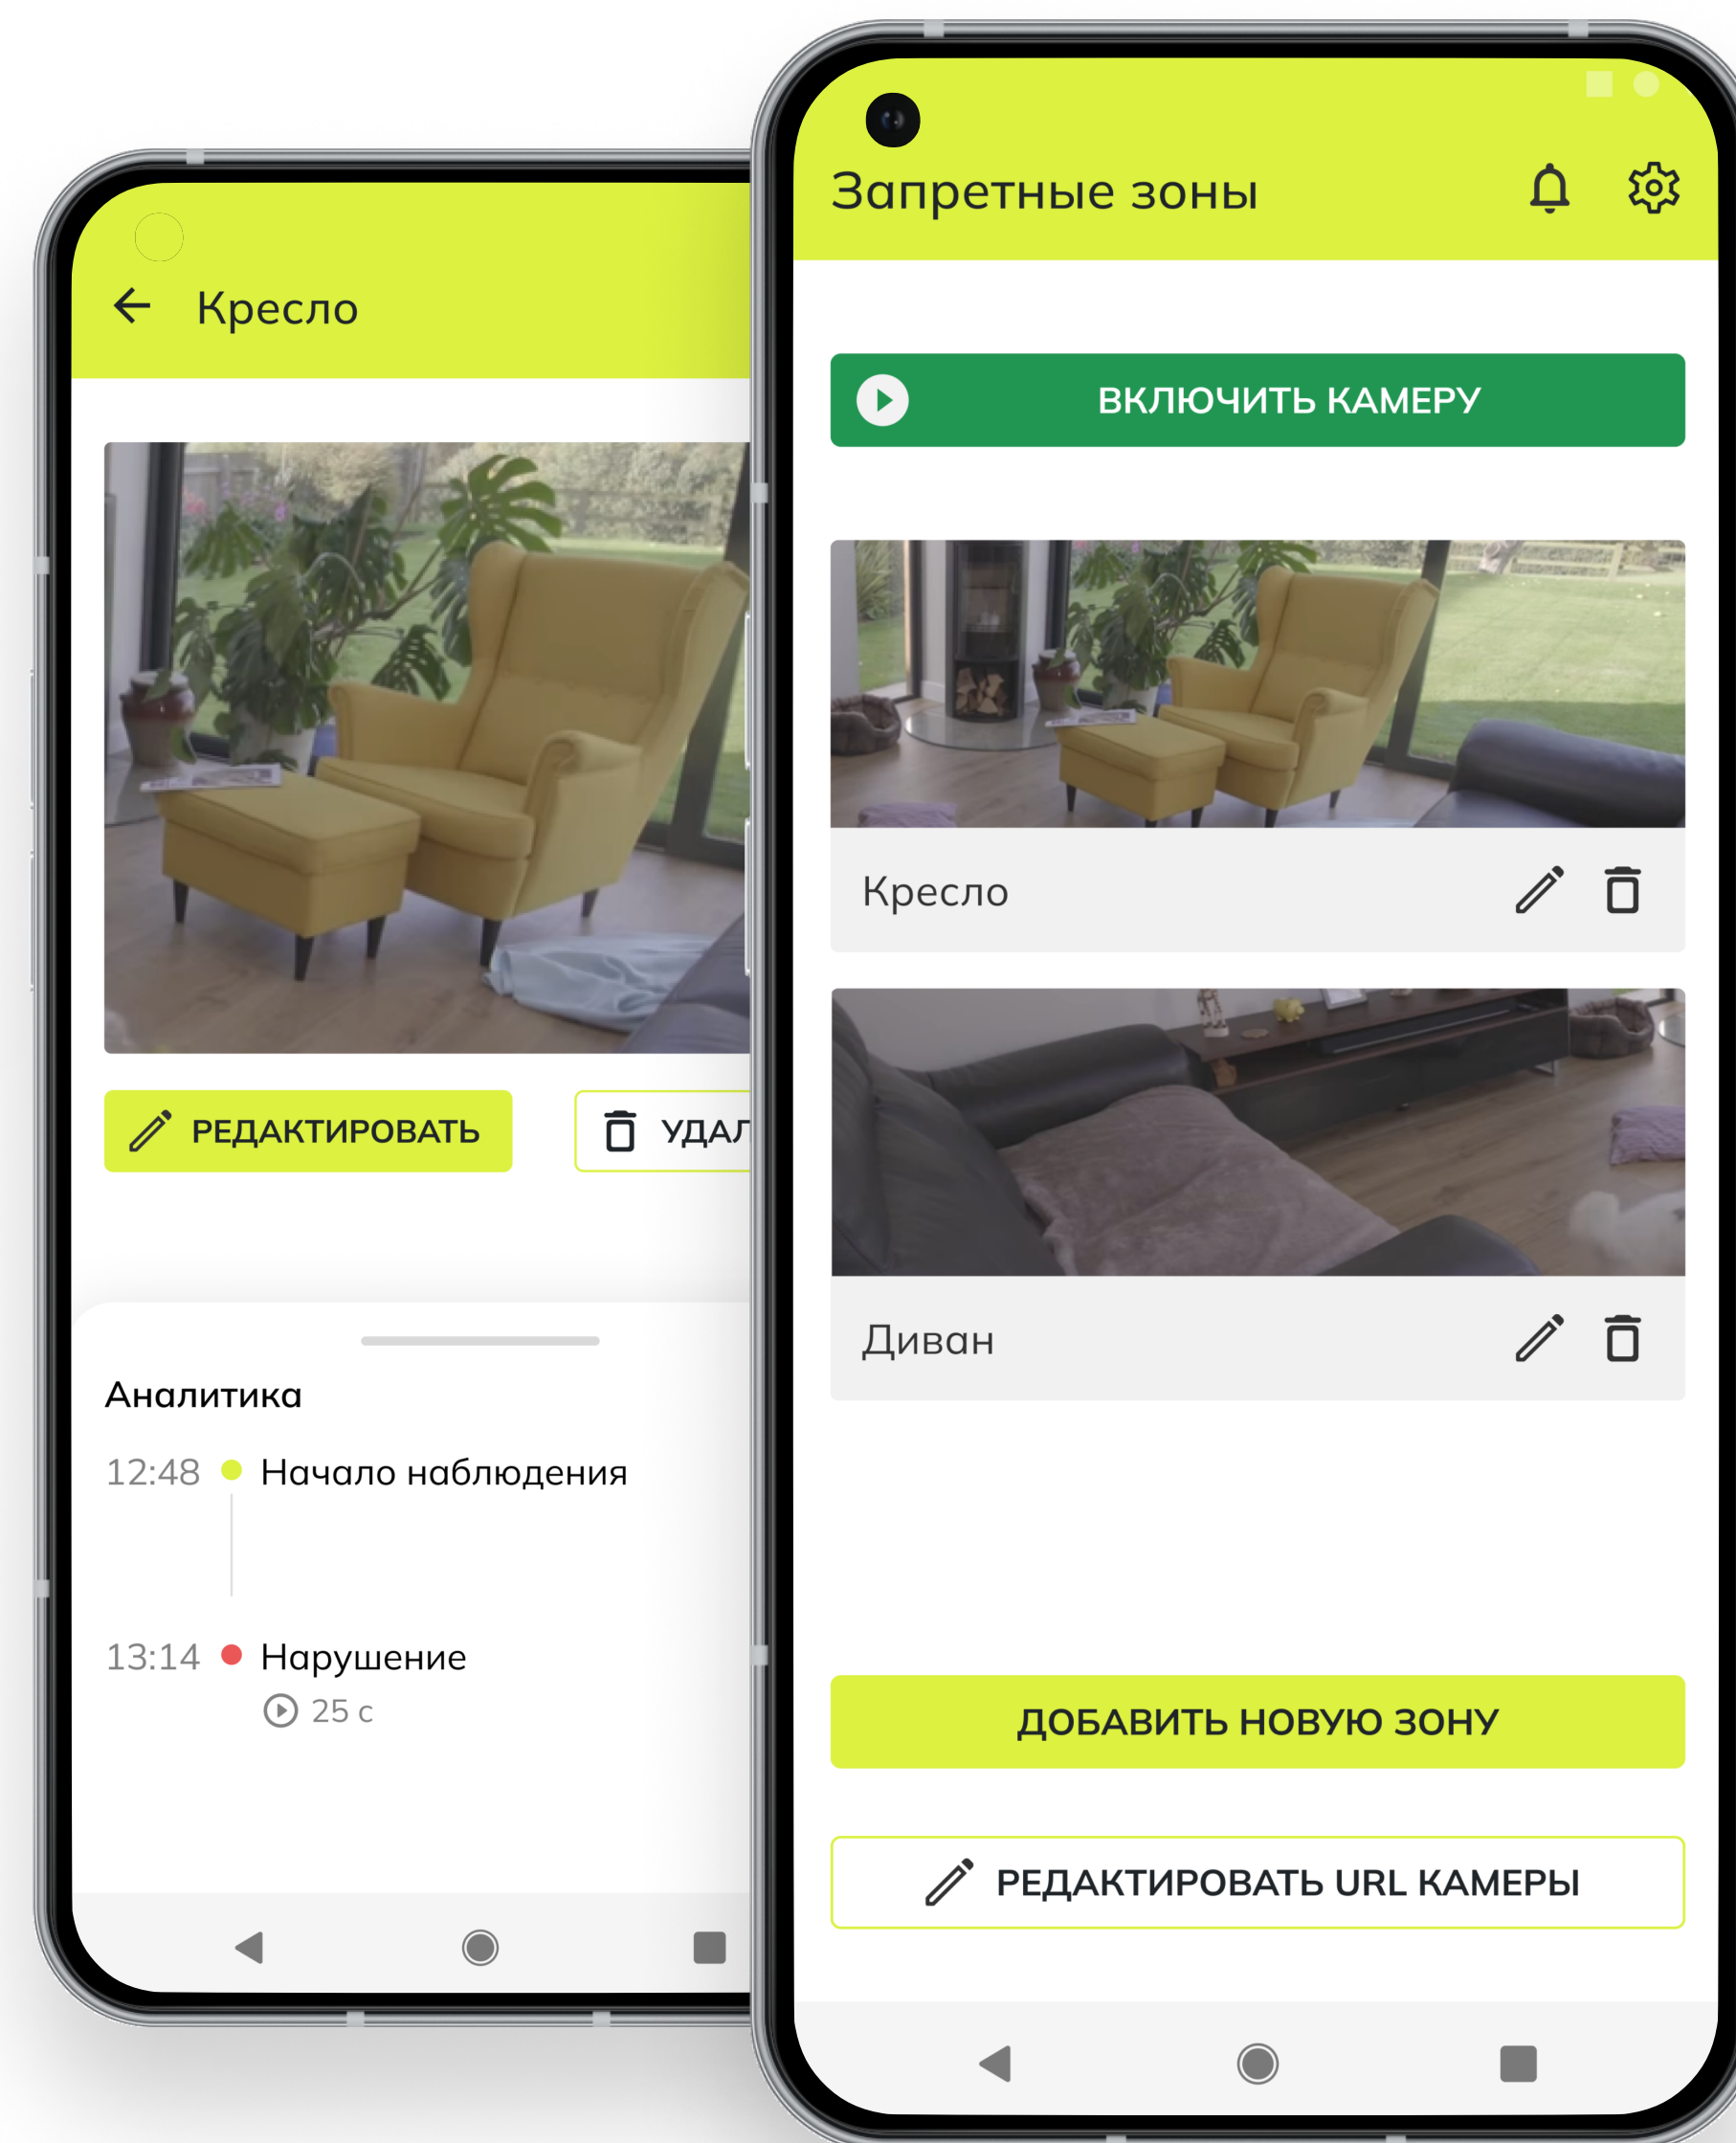 Кресло
РЕДАКТИРОВАТЬ
Аналитика
12:48 Начало наблюдения
13:14 Нарушение
25 с
Запретные зоны
ВКЛЮЧИТЬ КАМЕРУ
Кресло
Диван
ДОБАВИТЬ НОВУЮ ЗОНУ
РЕДАКТИРОВАТЬ URL КАМЕРЫ